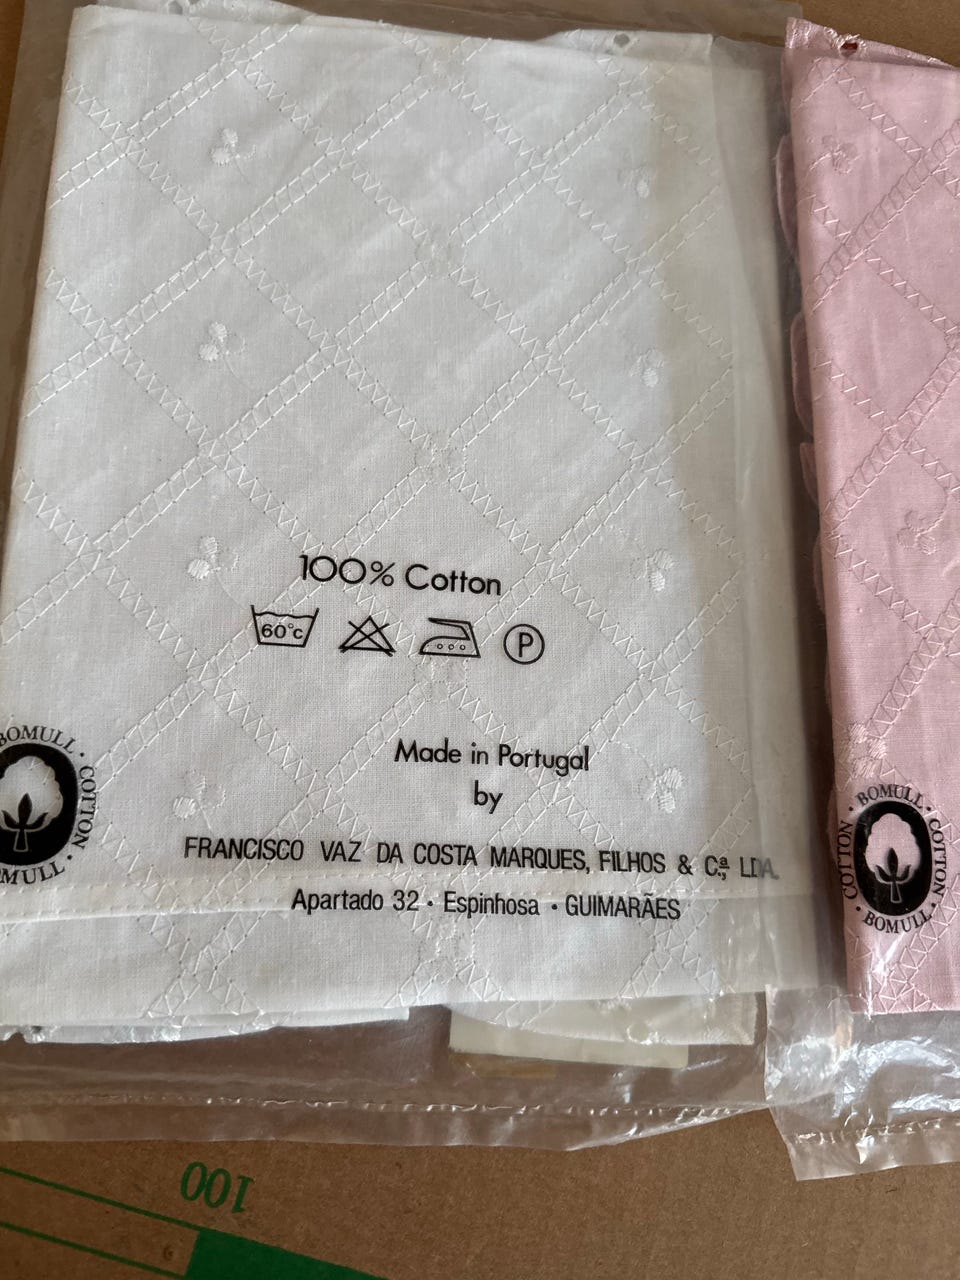 100% Cotton
60°c
P
Made in Portugal
by
FRANCISCO VAZ DA COSTA MARQUES, FILHOS & Cª, LDA.
Apartado 32 · Espinhosa · GUIMARÃES
BOMULL · COTTON ·
BOMULL · COTTON · BOMULL · COTTON ·
100